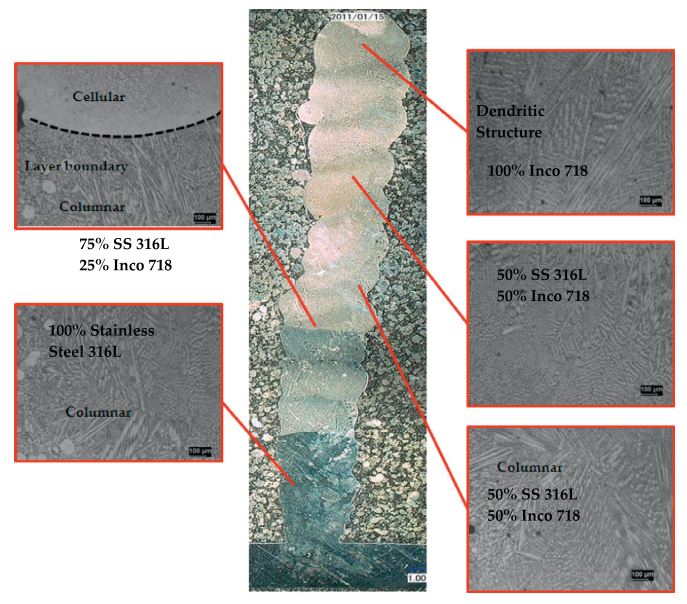 2011/01/15
Cellular
Layer boundary
Columnar
100 µm
75% SS 316L
25% Inco 718
100% Stainless
Steel 316L
Columnar
100 µm
Dendritic
Structure
100% Inco 718
100 µm
50% SS 316L
50% Inco 718
100 µm
Columnar
50% SS 316L
50% Inco 718
100 µm
1.00